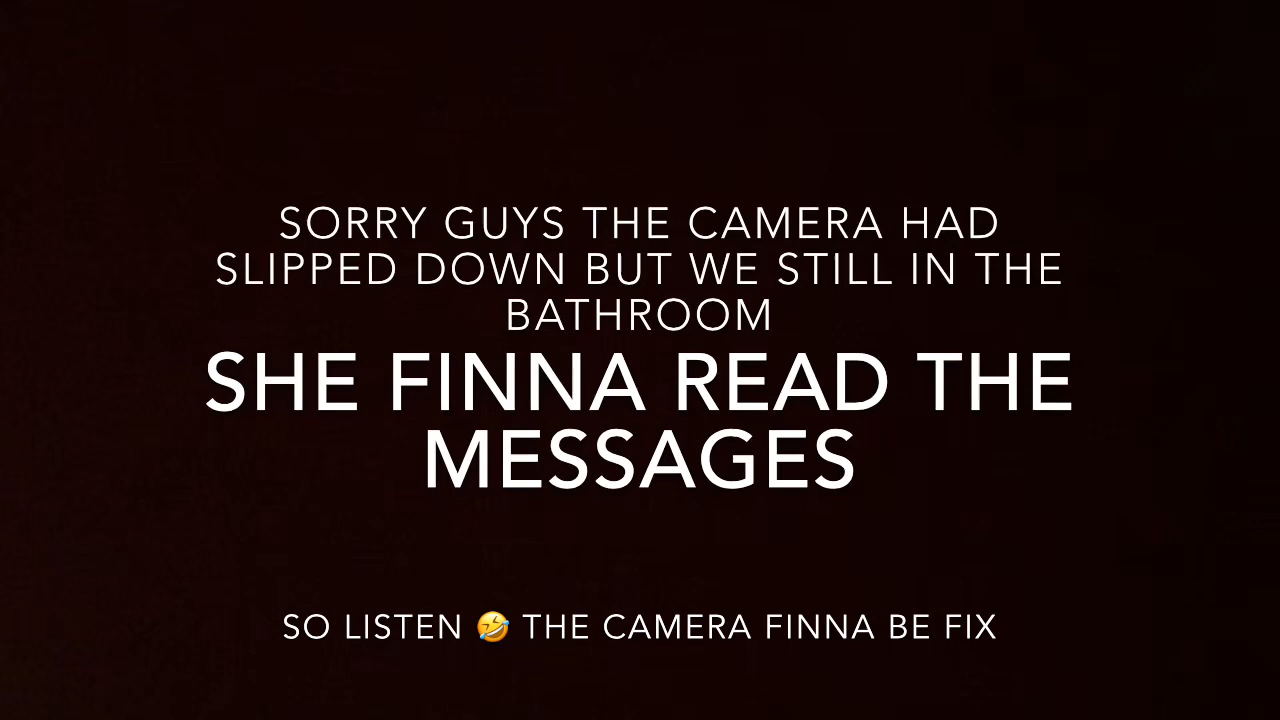 SORRY GUYS THE CAMERA HAD
SLIPPED DOWN BUT WE STILL IN THE
BATHROOM
SHE FINNA READ THE
MESSAGES
SO LISTEN 🤣 THE CAMERA FINNA BE FIX